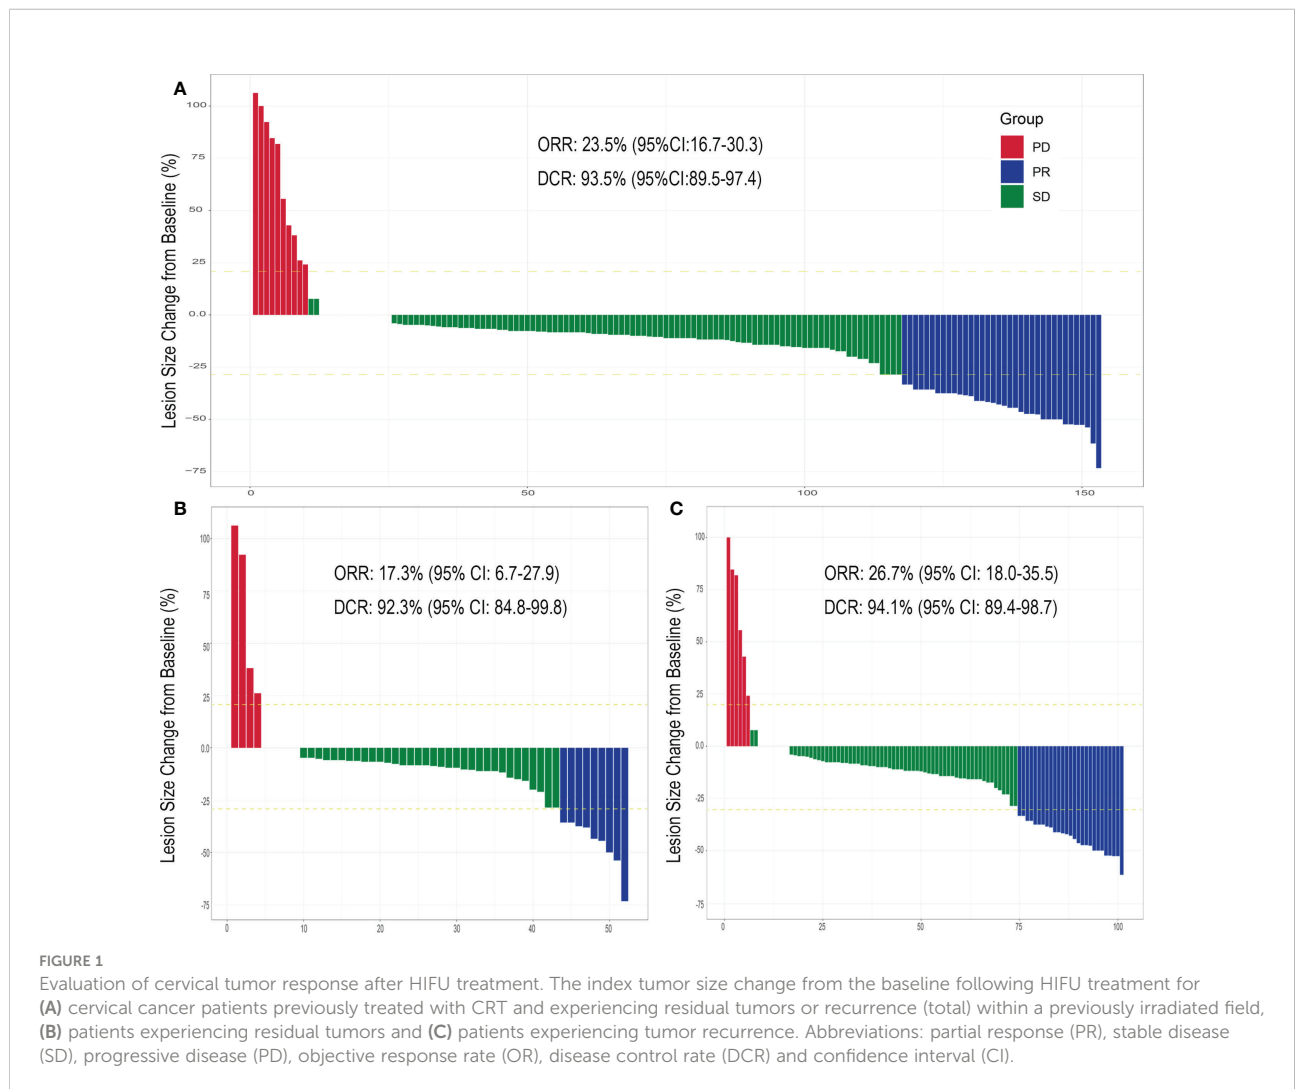 A
Lesion Size Change from Baseline (%)
100
75
50
25
0.0
−25
−50
−75
ORR: 23.5% (95%CI:16.7-30.3)
DCR: 93.5% (95%CI:89.5-97.4)
Group
PD
PR
SD
0
50
100
150
B
Lesion Size Change from Baseline (%)
100
75
50
25
0.0
-25
-50
-75
ORR: 17.3% (95% CI: 6.7-27.9)
DCR: 92.3% (95% CI: 84.8-99.8)
0
10
20
30
40
50
C
Lesion Size Change from Baseline (%)
100
75
50
25
0.0
-25
-50
-75
ORR: 26.7% (95% CI: 18.0-35.5)
DCR: 94.1% (95% CI: 89.4-98.7)
0
25
50
75
100
FIGURE 1
Evaluation of cervical tumor response after HIFU treatment. The index tumor size change from the baseline following HIFU treatment for
(A) cervical cancer patients previously treated with CRT and experiencing residual tumors or recurrence (total) within a previously irradiated field,
(B) patients experiencing residual tumors and (C) patients experiencing tumor recurrence. Abbreviations: partial response (PR), stable disease
(SD), progressive disease (PD), objective response rate (OR), disease control rate (DCR) and confidence interval (CI).